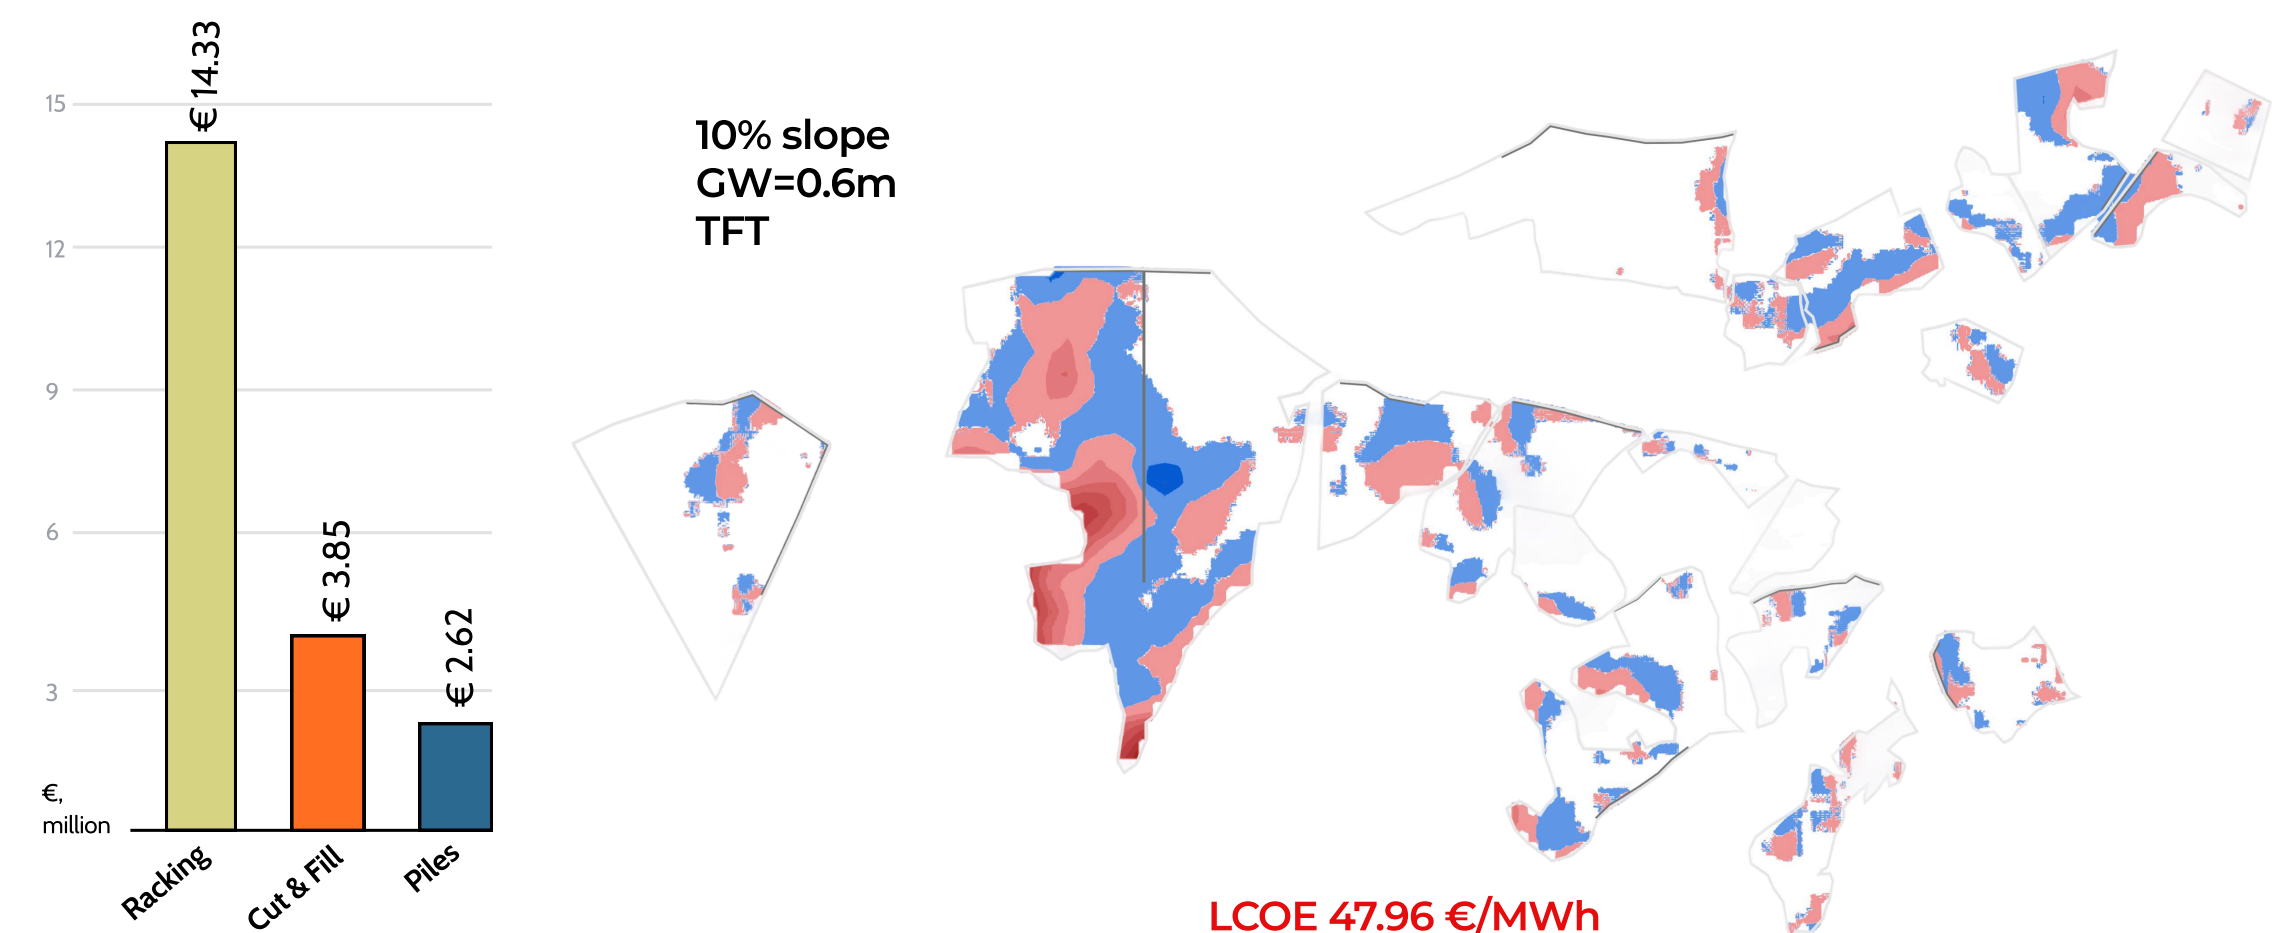 € 14.33
15
12
9
6
3
€ 3.85
€ 2.62
€,
million
Racking
Cut & Fill
Piles
10% slope
GW=0.6m
TFT
LCOE 47.96 €/MWh